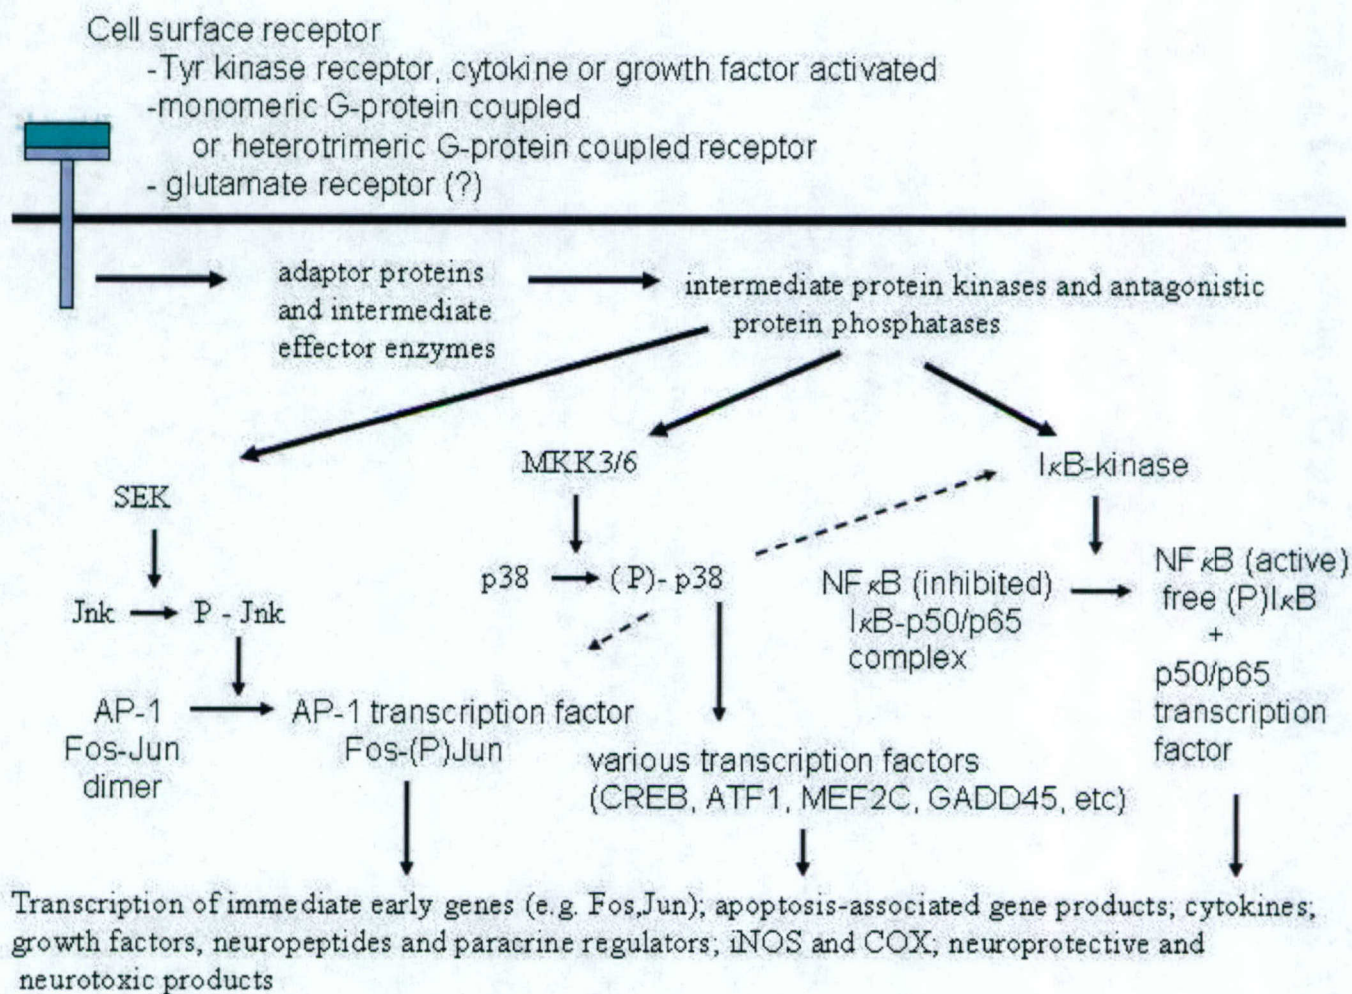 Cell surface receptor
-Tyr kinase receptor, cytokine or growth factor activated
-monomeric G-protein coupled
or heterotrimeric G-protein coupled receptor
- glutamate receptor (?)
adaptor proteins
and intermediate
effector enzymes
intermediate protein kinases and antagonistic
protein phosphatases
SEK
Jnk P - Jnk
AP-1
Fos-Jun
dimer
AP-1 transcription factor
Fos-(P)Jun
MKK3/6
p38 (P)- p38
various transcription factors
(CREB, ATF1, MEF2C, GADD45, etc)
IκB-kinase
NFκB (inhibited)
IκB-p50/p65
complex
NFκB (active)
free (P)IκB
+
p50/p65
transcription
factor
Transcription of immediate early genes (e.g. Fos,Jun); apoptosis-associated gene products; cytokines;
growth factors, neuropeptides and paracrine regulators; iNOS and COX; neuroprotective and
neurotoxic products